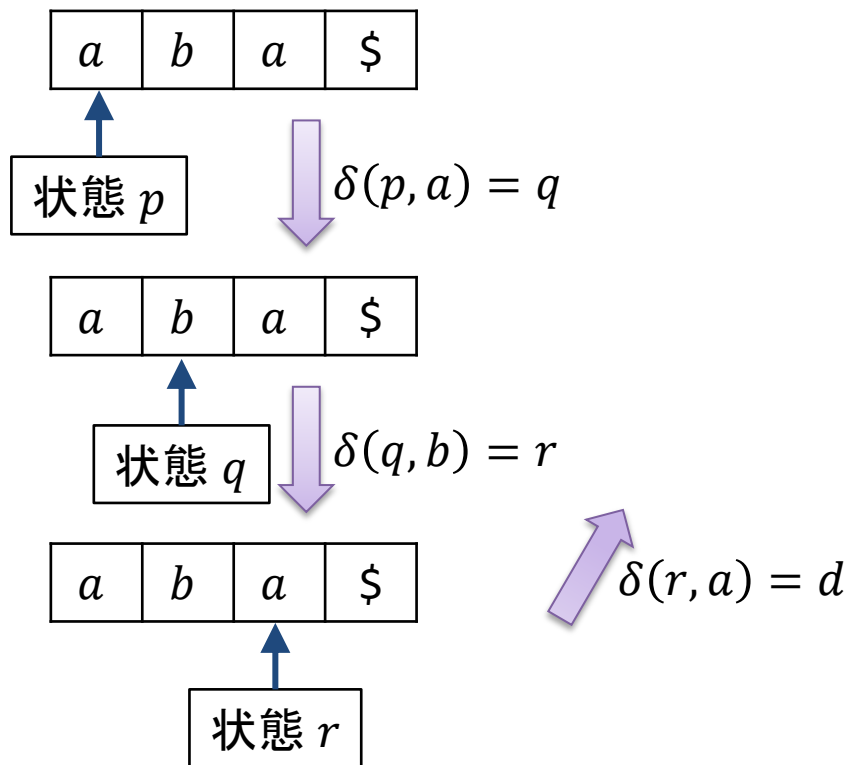 a b a $
状態 p
δ(p, a) = q
a b a $
状態 q
δ(q, b) = r
a b a $
δ(r, a) = d
状態 r